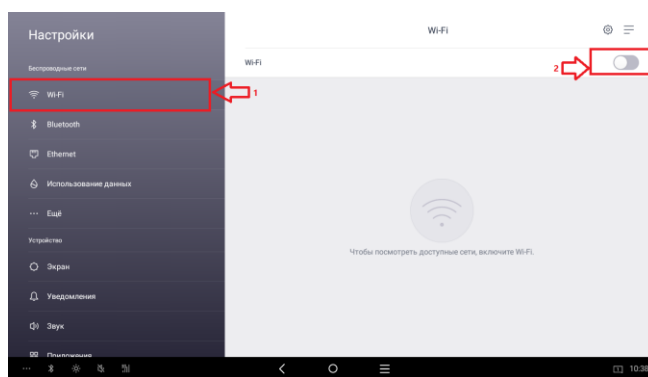 Настройки
Wi-Fi
Беспроводные сети
Wi-Fi
2
Wi-Fi
1
Bluetooth
Ethernet
Использование данных
Ещё
Устройство
Чтобы посмотреть доступные сети, включите Wi-Fi.
Экран
Уведомления
Звук
Приложения
10:38